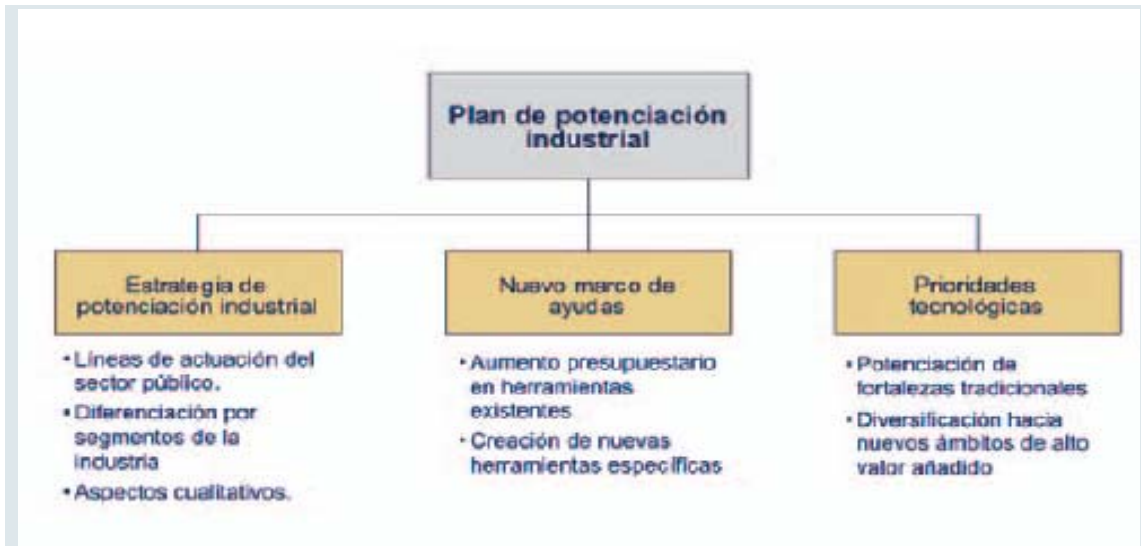 Plan de potenciación
industrial
Estrategia de
potenciación industrial
• Líneas de actuación del
sector público.
• Diferenciación por
segmentos de la
industria
• Aspectos cualitativos.
Nuevo marco de
ayudas
• Aumento presupuestario
en herramientas
existentes
• Creación de nuevas
herramientas específicas
Prioridades
tecnológicas
• Potenciación de
fortalezas tradicionales
• Diversificación hacia
nuevos ámbitos de alto
valor añadido